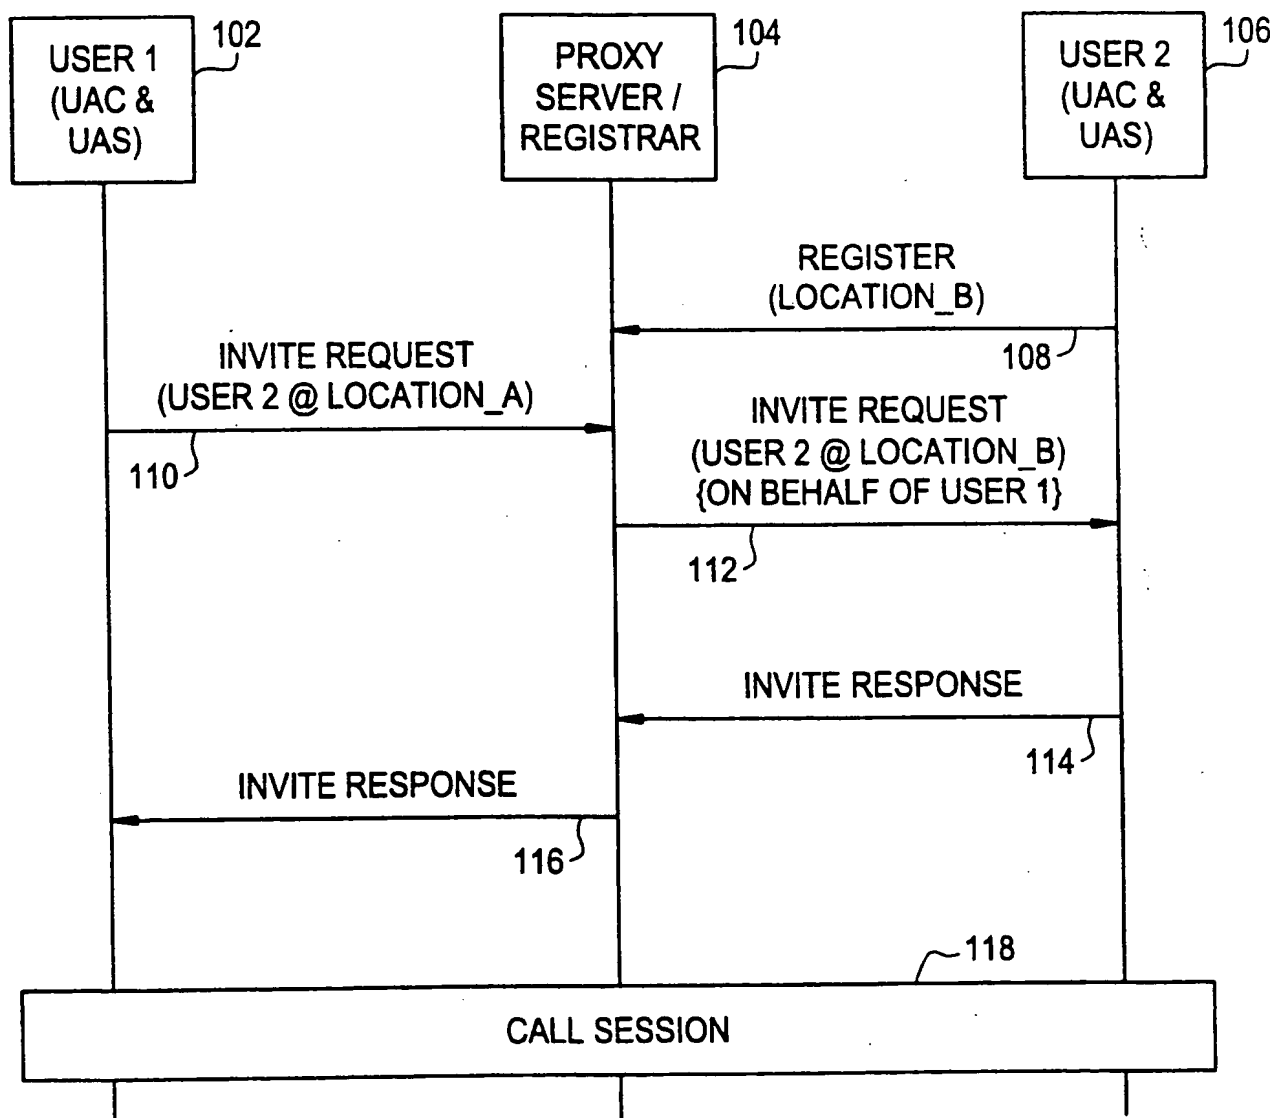 102
USER 1
(UAC &
UAS)
104
PROXY
SERVER /
REGISTRAR
106
USER 2
(UAC &
UAS)
REGISTER
(LOCATION_B)
108
INVITE REQUEST
(USER 2 @ LOCATION_A)
110
INVITE REQUEST
(USER 2 @ LOCATION_B)
{ON BEHALF OF USER 1}
112
INVITE RESPONSE
114
INVITE RESPONSE
116
118
CALL SESSION